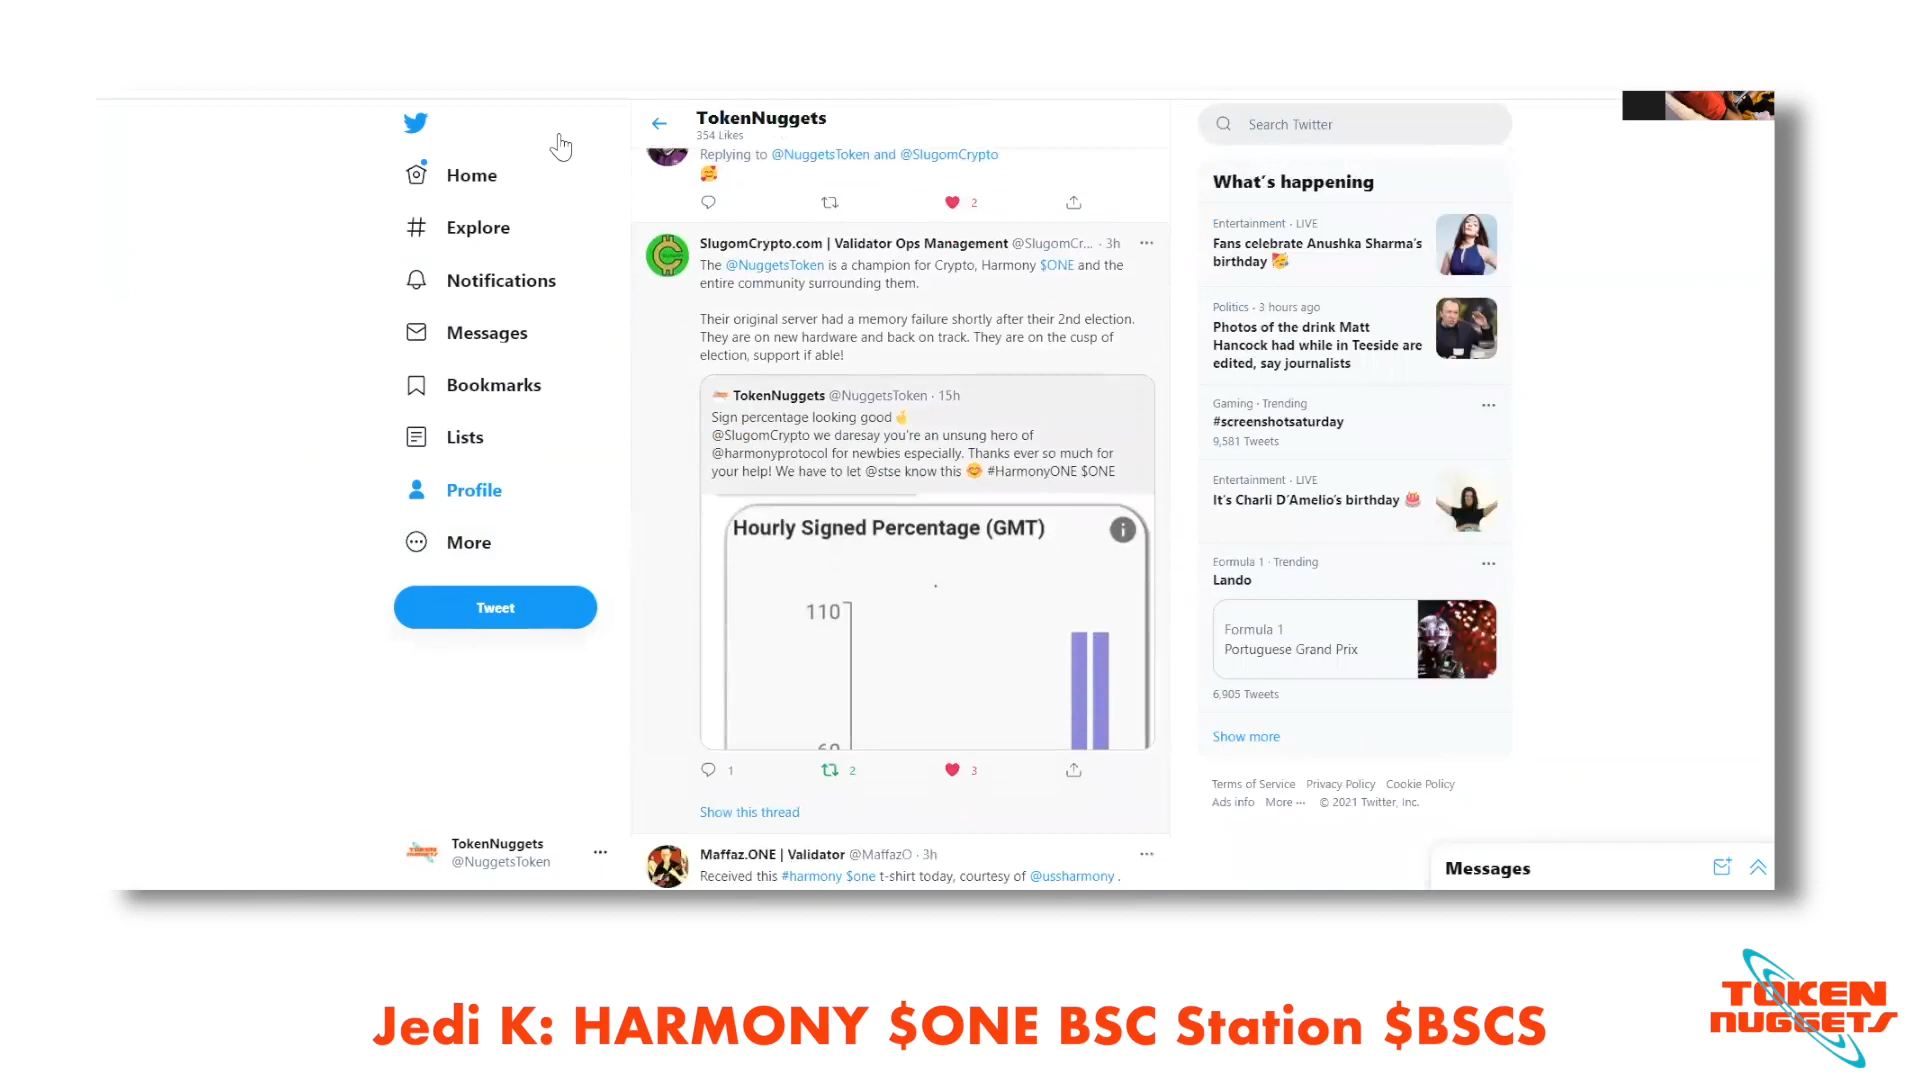 Home
Explore
Notifications
Messages
Bookmarks
Lists
Profile
More
Tweet
TokenNuggets
@NuggetsToken
TokenNuggets
354 Likes
Replying to @NuggetsToken and @SlugomCrypto
2
SlugomCrypto.com | Validator Ops Management @SlugomCr... · 3h
The @NuggetsToken is a champion for Crypto, Harmony $ONE and the
entire community surrounding them.
Their original server had a memory failure shortly after their 2nd election.
They are on new hardware and back on track. They are on the cusp of
election, support if able!
TokenNuggets @NuggetsToken · 15h
Sign percentage looking good
@SlugomCrypto we daresay you're an unsung hero of
@harmonyprotocol for newbies especially. Thanks ever so much for
your help! We have to let @stse know this #HarmonyONE $ONE
Hourly Signed Percentage (GMT)
110
60
1 2 3
Show this thread
Maffaz.ONE | Validator @MaffazO · 3h
Received this #harmony $one t-shirt today, courtesy of @ussharmony .
Search Twitter
What's happening
Entertainment · LIVE
Fans celebrate Anushka Sharma's
birthday
Politics · 3 hours ago
Photos of the drink Matt
Hancock had while in Teeside are
edited, say journalists
Gaming · Trending
#screenshotsaturday
9,581 Tweets
Entertainment · LIVE
It's Charli D'Amelio's birthday
Formula 1 · Trending
Lando
Formula 1
Portuguese Grand Prix
6,905 Tweets
Show more
Terms of Service Privacy Policy Cookie Policy
Ads info More ··· © 2021 Twitter, Inc.
Messages
Jedi K: HARMONY $ONE BSC Station $BSCS
TOKEN
NUGGETS